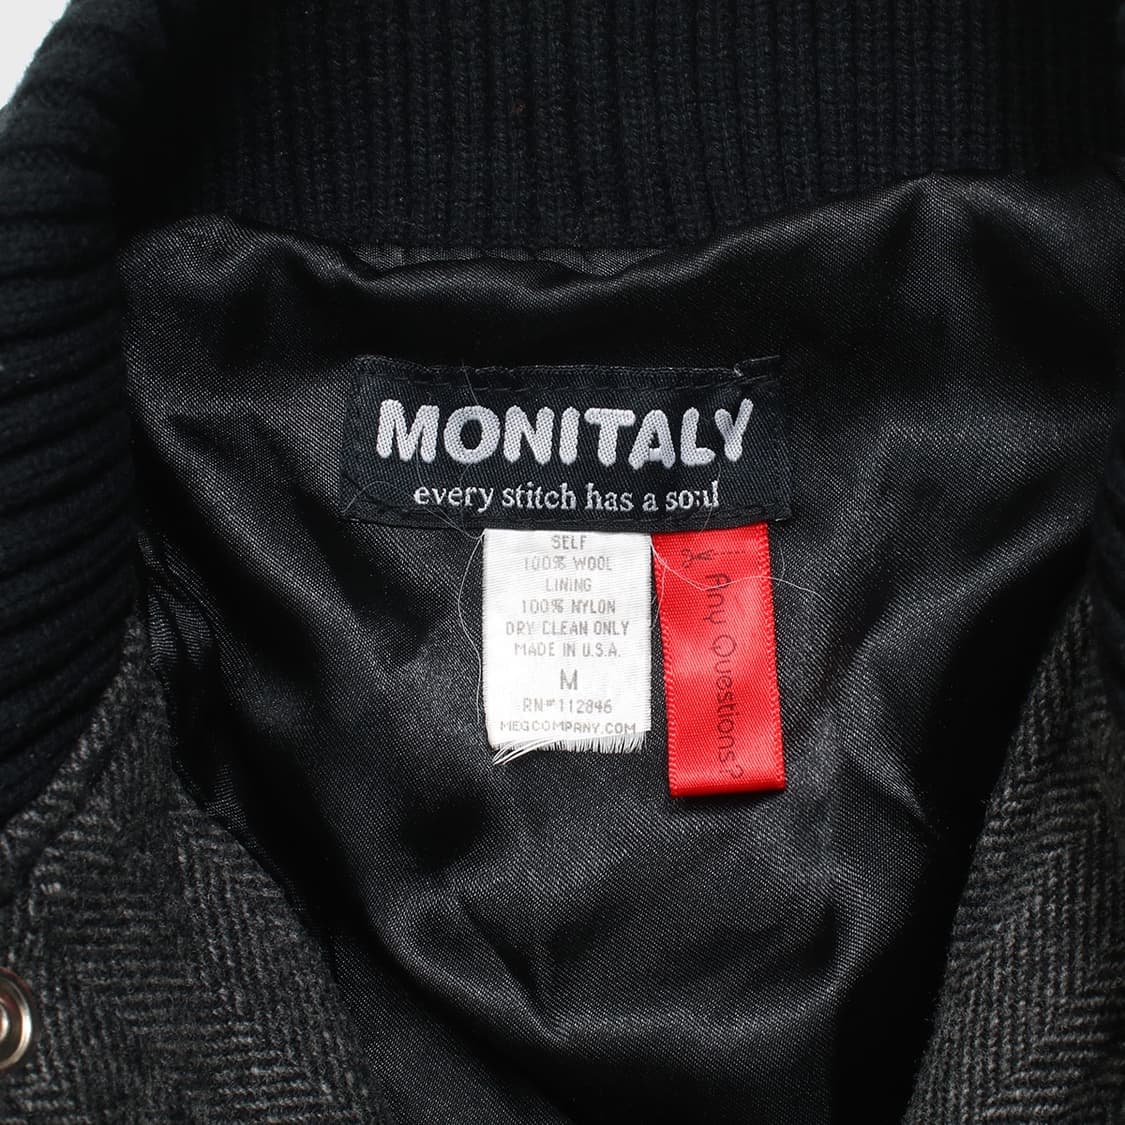 MONITALY
every stitch has a soul
SELF
100% WOOL
LINING
100% NYLON
DRY CLEAN ONLY
MADE IN U.S.A.
M
RN#112846
MEGCOMPANY.COM
Any Questions?